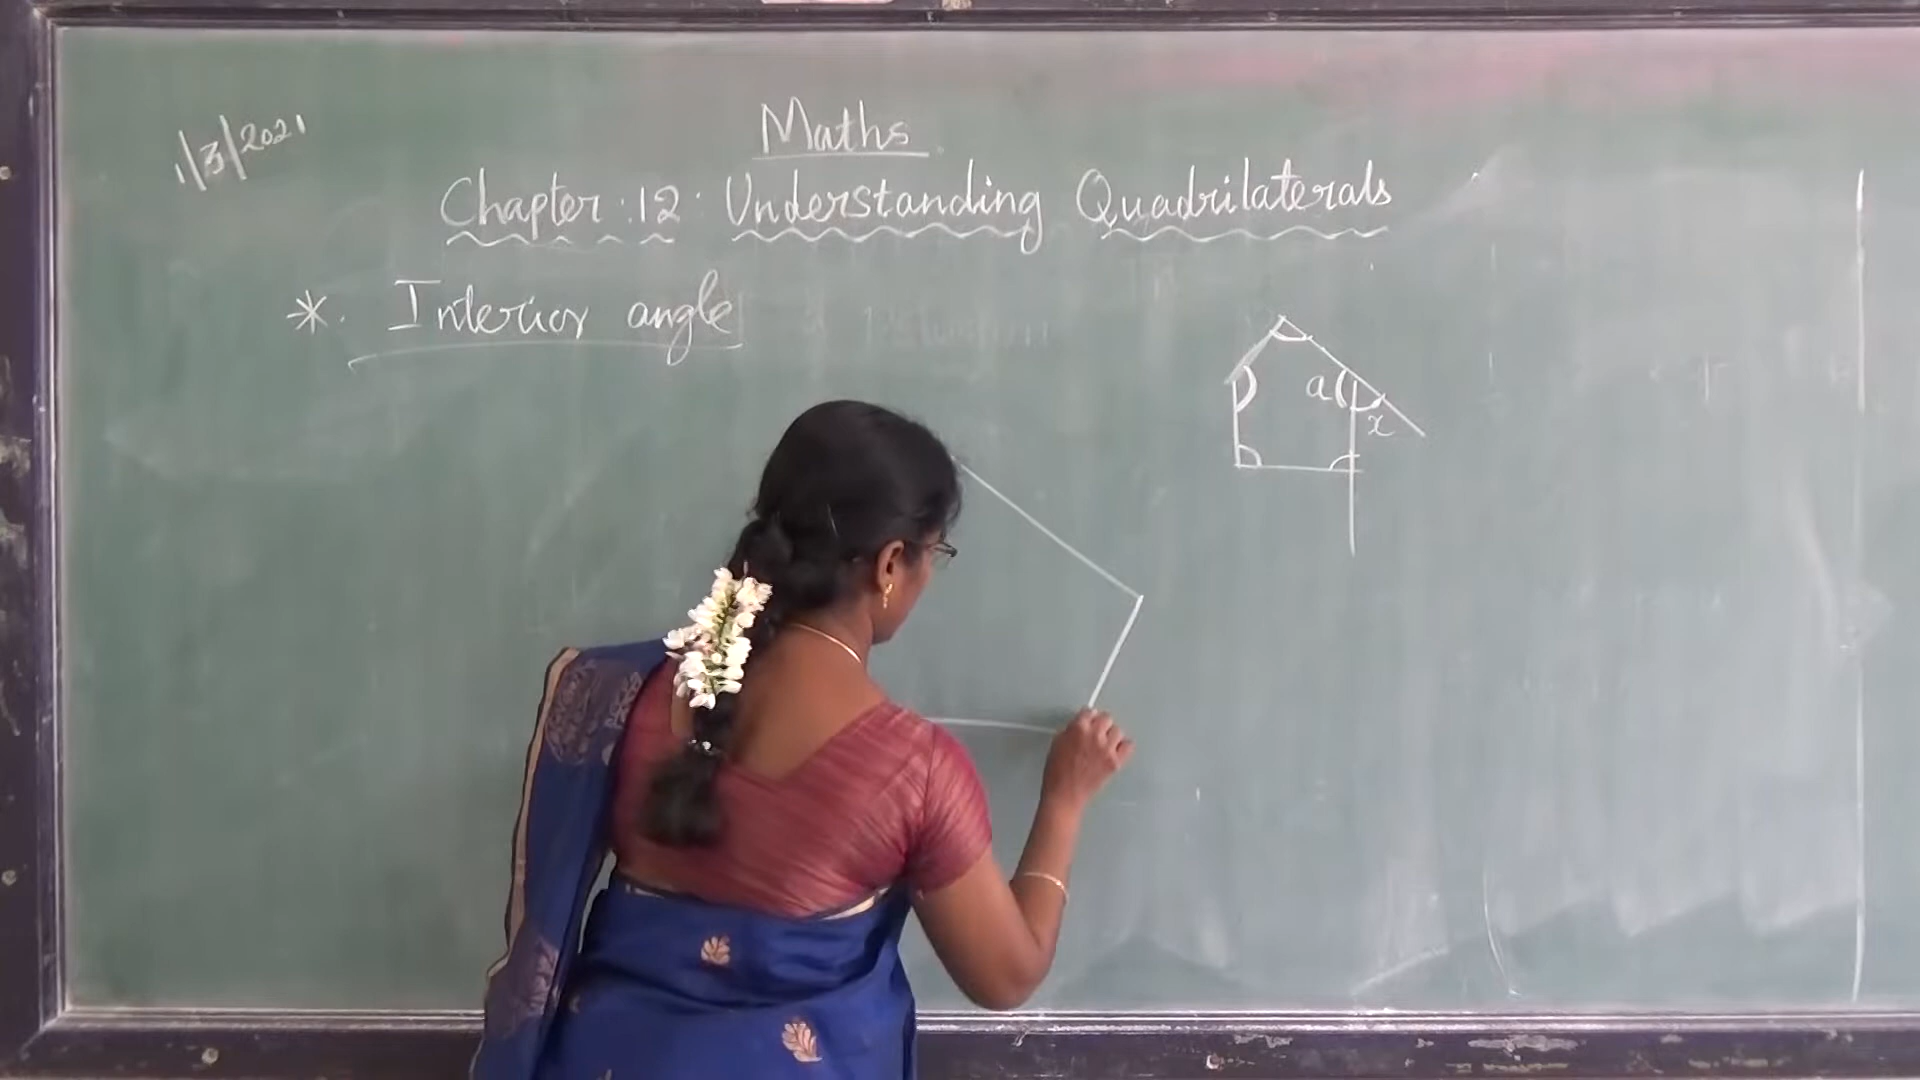 1/3/2021
Maths
Chapter : 12 : Understanding Quadrilaterals
*. Interior angle
a
x